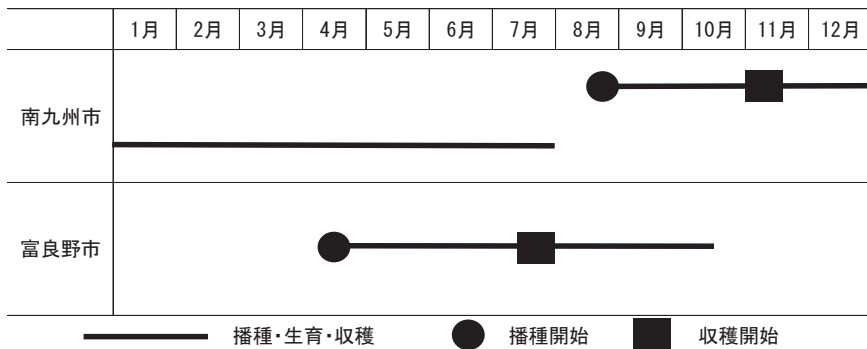 1月 2月 3月 4月 5月 6月 7月 8月 9月 10月 11月 12月
南九州市
富良野市
播種・生育・収穫 播種開始 収穫開始